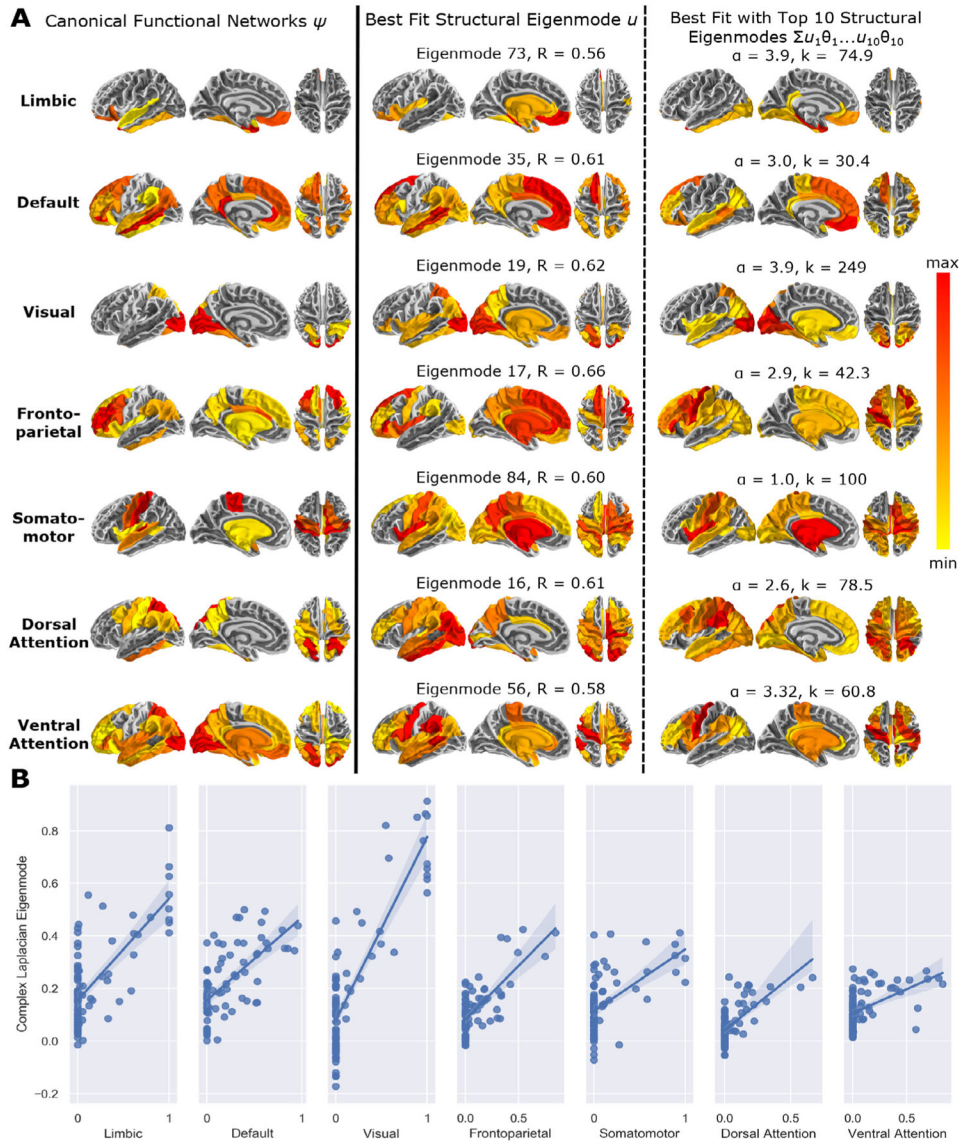 A
Canonical Functional Networks ψ
Best Fit Structural Eigenmode u
Best Fit with Top 10 Structural
Eigenmodes Σu₁θ₁...u₁₀θ₁₀
Limbic
Eigenmode 73, R = 0.56
ɑ = 3.9, k = 74.9
Default
Eigenmode 35, R = 0.61
ɑ = 3.0, k = 30.4
Visual
Eigenmode 19, R = 0.62
ɑ = 3.9, k = 249
Fronto-
parietal
Eigenmode 17, R = 0.66
ɑ = 2.9, k = 42.3
Somato-
motor
Eigenmode 84, R = 0.60
ɑ = 1.0, k = 100
Dorsal
Attention
Eigenmode 16, R = 0.61
ɑ = 2.6, k = 78.5
Ventral
Attention
Eigenmode 56, R = 0.58
ɑ = 3.32, k = 60.8
max
min
B
Complex Laplacian Eigenmode
0.8
0.6
0.4
0.2
0.0
−0.2
0 1
0 1
0 1
0.0 0.5
0 1
0.0 0.5
0.0 0.5
Limbic
Default
Visual
Frontoparietal
Somatomotor
Dorsal Attention
Ventral Attention